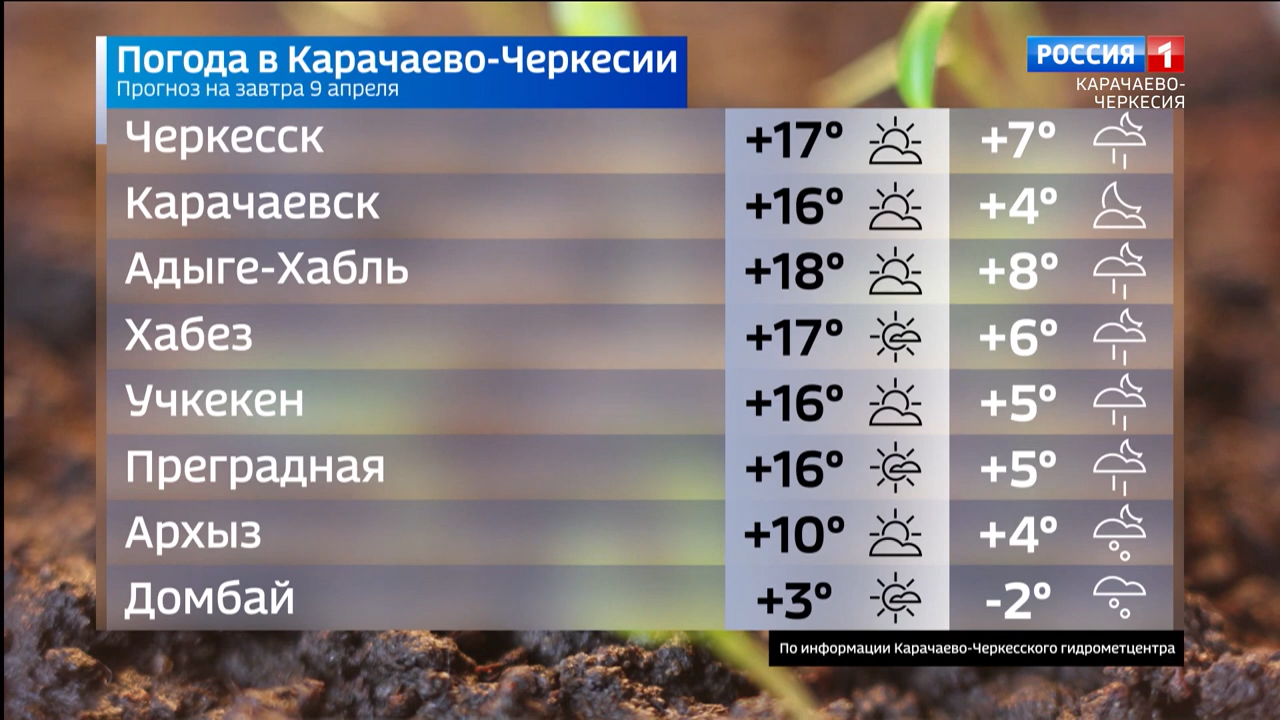 Погода в Карачаево-Черкесии
Прогноз на завтра 9 апреля
РОССИЯ 1
КАРАЧАЕВО-
ЧЕРКЕСИЯ
Черкесск +17° +7°
Карачаевск +16° +4°
Адыге-Хабль +18° +8°
Хабез +17° +6°
Учкекен +16° +5°
Преградная +16° +5°
Архыз +10° +4°
Домбай +3° -2°
По информации Карачаево-Черкесского гидрометцентра